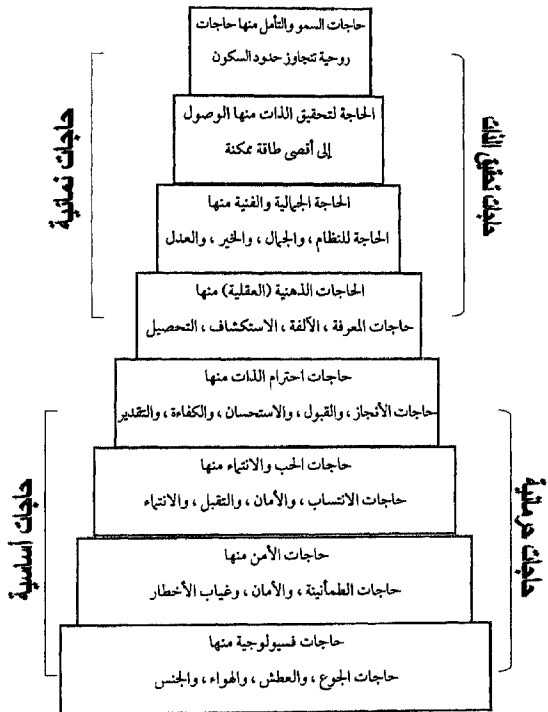 حاجات السمو والتأمل منها حاجات
روحية تتجاوز حدود السكون
الحاجة لتحقيق الذات منها الوصول
إلى أقصى طاقة ممكنة
الحاجة الجمالية والفنية منها
الحاجة للنظام ، والجمال ، والخير ، والعدل
الحاجات الذهنية (العقلية) منها
حاجات المعرفة ، الألفة ، الاستكشاف ، التحصيل
حاجات احترام الذات منها
حاجات الأنجاز ، والقبول ، والاستحسان ، والكفاءة ، والتقدير
حاجات الحب والانتماء منها
حاجات الانتساب ، والأمان ، والتقبل ، والانتماء
حاجات الأمن منها
حاجات الطمأنينة ، والأمان ، وغياب الأخطار
حاجات فسيولوجية منها
حاجات الجوع ، والعطش ، والهواء ، والجنس
حاجات تحقيق الذات
حاجات حرمانية
حاجات نمائية
حاجات أساسية